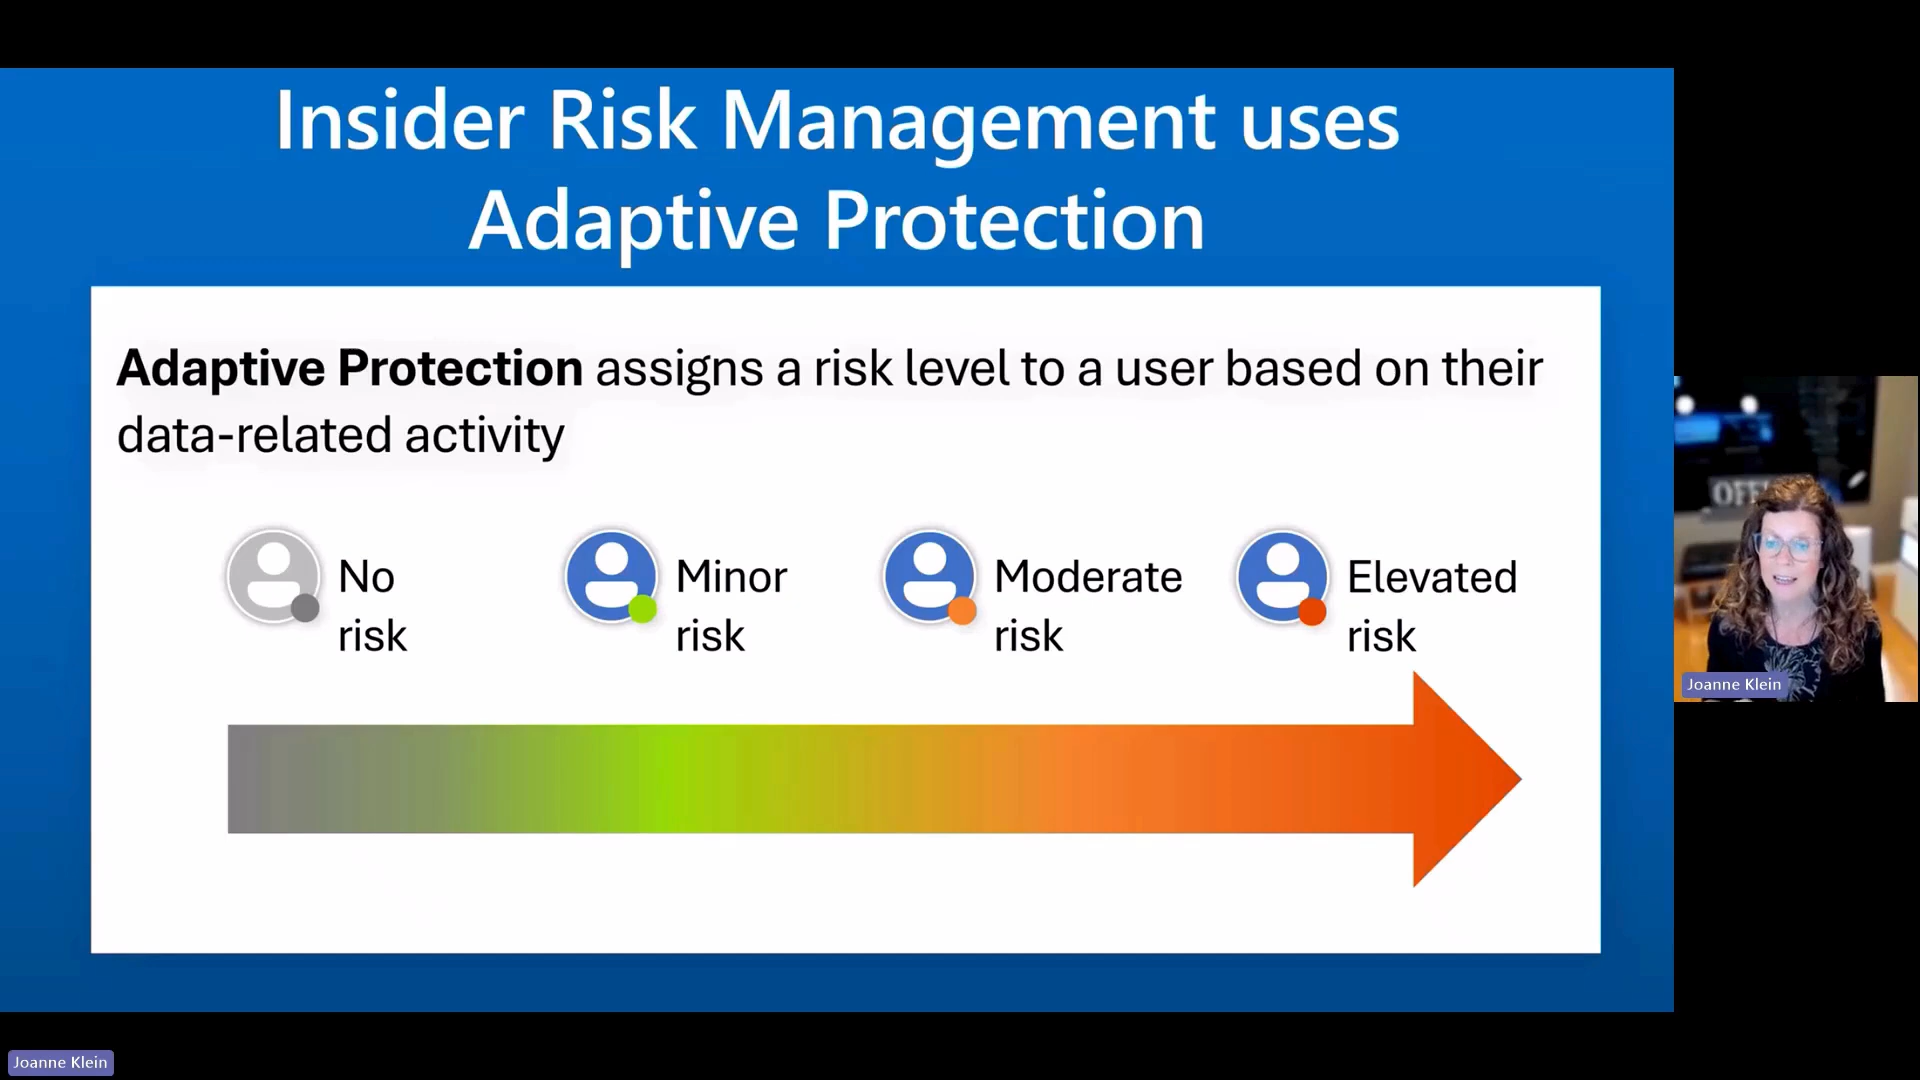 Insider Risk Management uses
Adaptive Protection
Adaptive Protection assigns a risk level to a user based on their
data-related activity
No
risk
Minor
risk
Moderate
risk
Elevated
risk
OFF
Joanne Klein
Joanne Klein